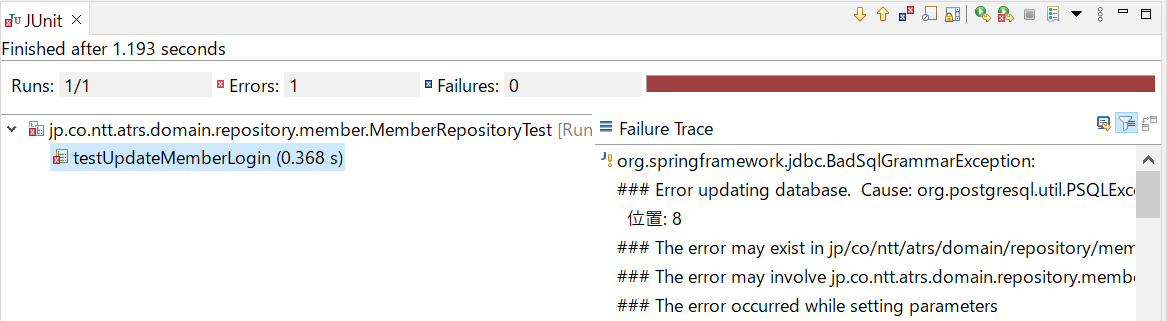 JUnit
Finished after 1.193 seconds
Runs: 1/1 Errors: 1 Failures: 0
jp.co.ntt.atrs.domain.repository.member.MemberRepositoryTest [Run
testUpdateMemberLogin (0.368 s)
Failure Trace
org.springframework.jdbc.BadSqlGrammarException:
### Error updating database.  Cause: org.postgresql.util.PSQLExc
位置: 8
### The error may exist in jp/co/ntt/atrs/domain/repository/mem
### The error may involve jp.co.ntt.atrs.domain.repository.memb
### The error occurred while setting parameters